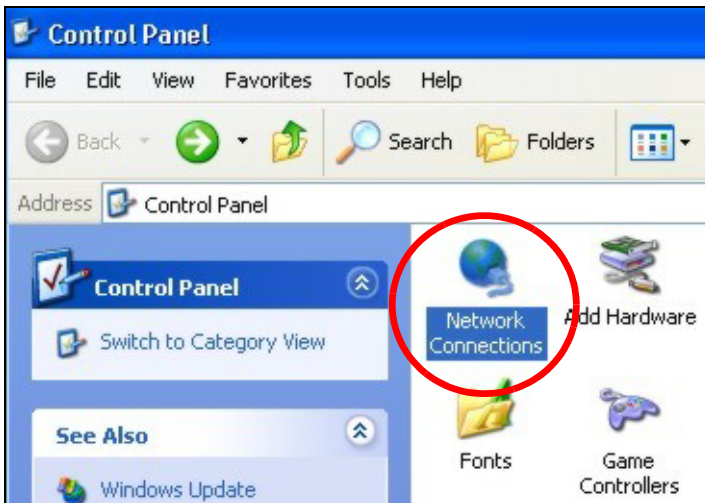 Control Panel
File Edit View Favorites Tools Help
Back Search Folders
Address Control Panel
Control Panel
Switch to Category View
See Also
Windows Update
Network
Connections
Add Hardware
Fonts
Game
Controllers